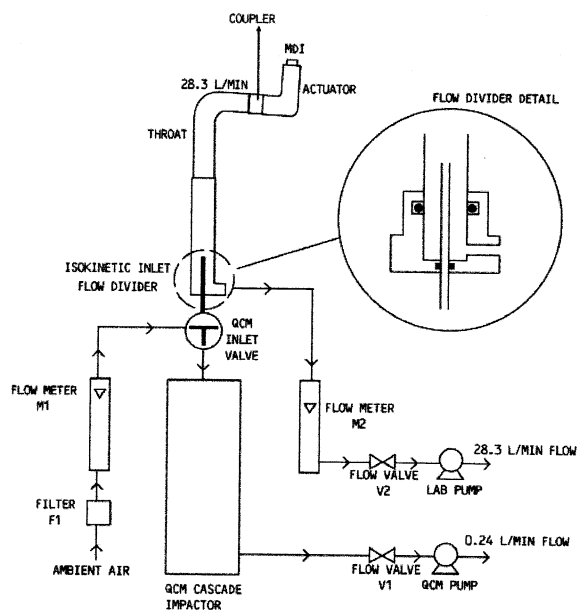 COUPLER
MDI
28.3 L/MIN
ACTUATOR
FLOW DIVIDER DETAIL
THROAT
ISOKINETIC INLET
FLOW DIVIDER
QCM
INLET
VALVE
FLOW METER
M1
FLOW METER
M2
28.3 L/MIN FLOW
FLOW VALVE
V2
LAB PUMP
FILTER
F1
0.24 L/MIN FLOW
AMBIENT AIR
FLOW VALVE
V1
QCM PUMP
QCM CASCADE
IMPACTOR